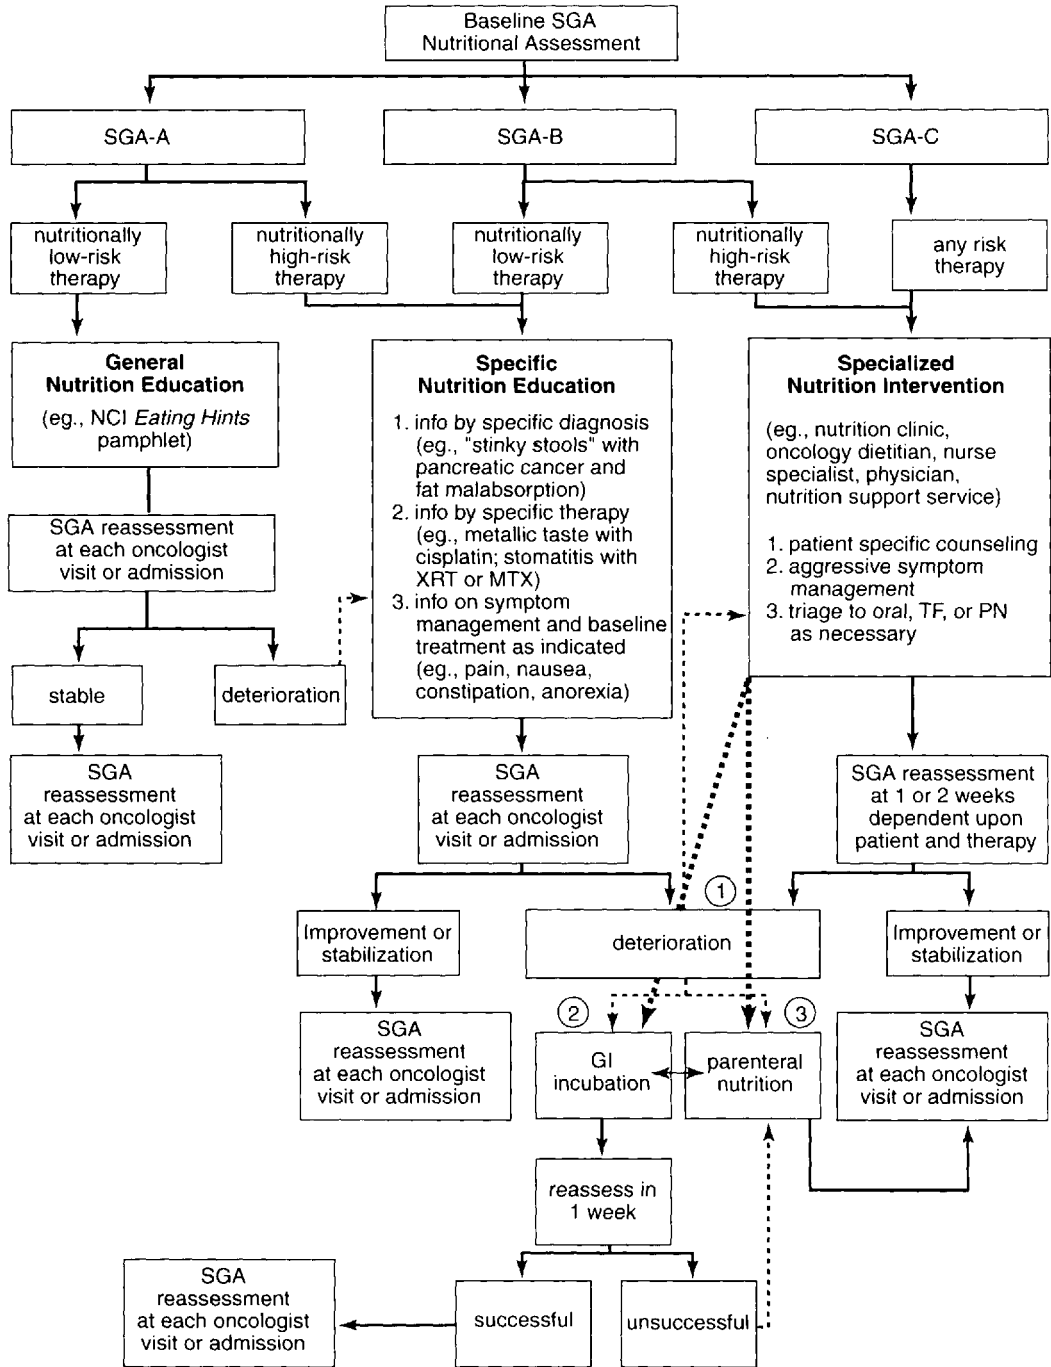 Baseline SGA
Nutritional Assessment
SGA-A
SGA-B
SGA-C
nutritionally
low-risk
therapy
nutritionally
high-risk
therapy
nutritionally
low-risk
therapy
nutritionally
high-risk
therapy
any risk
therapy
General
Nutrition Education
(eg., NCI Eating Hints
pamphlet)
Specific
Nutrition Education
1. info by specific diagnosis
(eg., "stinky stools" with
pancreatic cancer and
fat malabsorption)
2. info by specific therapy
(eg., metallic taste with
cisplatin; stomatitis with
XRT or MTX)
3. info on symptom
management and baseline
treatment as indicated
(eg., pain, nausea,
constipation, anorexia)
Specialized
Nutrition Intervention
(eg., nutrition clinic,
oncology dietitian, nurse
specialist, physician,
nutrition support service)
1. patient specific counseling
2. aggressive symptom
management
3. triage to oral, TF, or PN
as necessary
SGA reassessment
at each oncologist
visit or admission
stable
deterioration
SGA
reassessment
at each oncologist
visit or admission
SGA
reassessment
at each oncologist
visit or admission
SGA reassessment
at 1 or 2 weeks
dependent upon
patient and therapy
1
Improvement or
stabilization
deterioration
Improvement or
stabilization
2
3
SGA
reassessment
at each oncologist
visit or admission
GI
incubation
parenteral
nutrition
SGA
reassessment
at each oncologist
visit or admission
reassess in
1 week
SGA
reassessment
at each oncologist
visit or admission
successful
unsuccessful